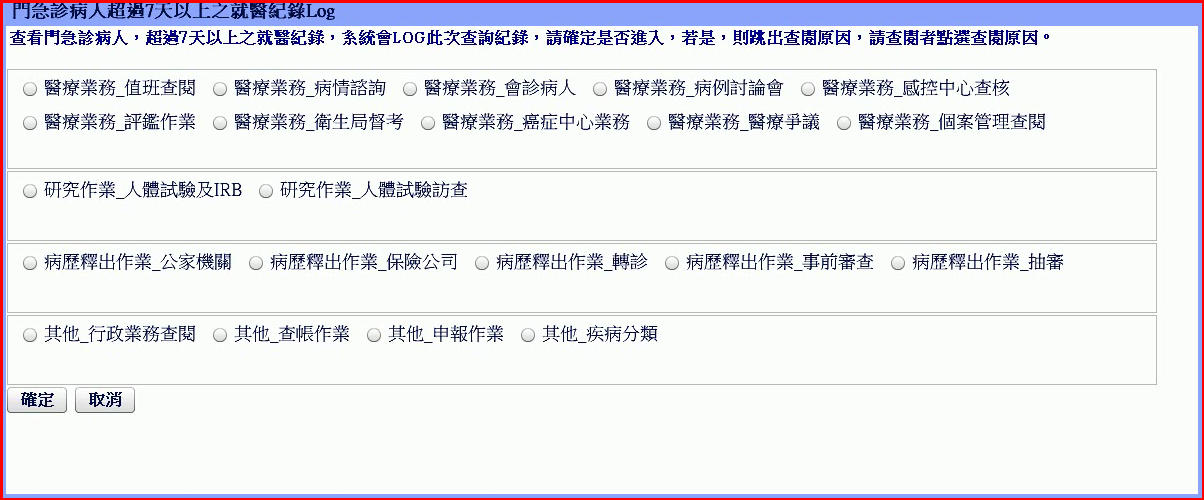 門急診病人超過7天以上之就醫紀錄Log
查看門急診病人，超過7天以上之就醫紀錄，系統會LOG此次查詢紀錄，請確定是否進入，若是，則跳出查閱原因，請查閱者點選查閱原因。
醫療業務_值班查閱 醫療業務_病情諮詢 醫療業務_會診病人 醫療業務_病例討論會 醫療業務_感控中心查核
醫療業務_評鑑作業 醫療業務_衛生局督考 醫療業務_癌症中心業務 醫療業務_醫療爭議 醫療業務_個案管理查閱
研究作業_人體試驗及IRB 研究作業_人體試驗訪查
病歷釋出作業_公家機關 病歷釋出作業_保險公司 病歷釋出作業_轉診 病歷釋出作業_事前審查 病歷釋出作業_抽審
其他_行政業務查閱 其他_查帳作業 其他_申報作業 其他_疾病分類
確定 取消